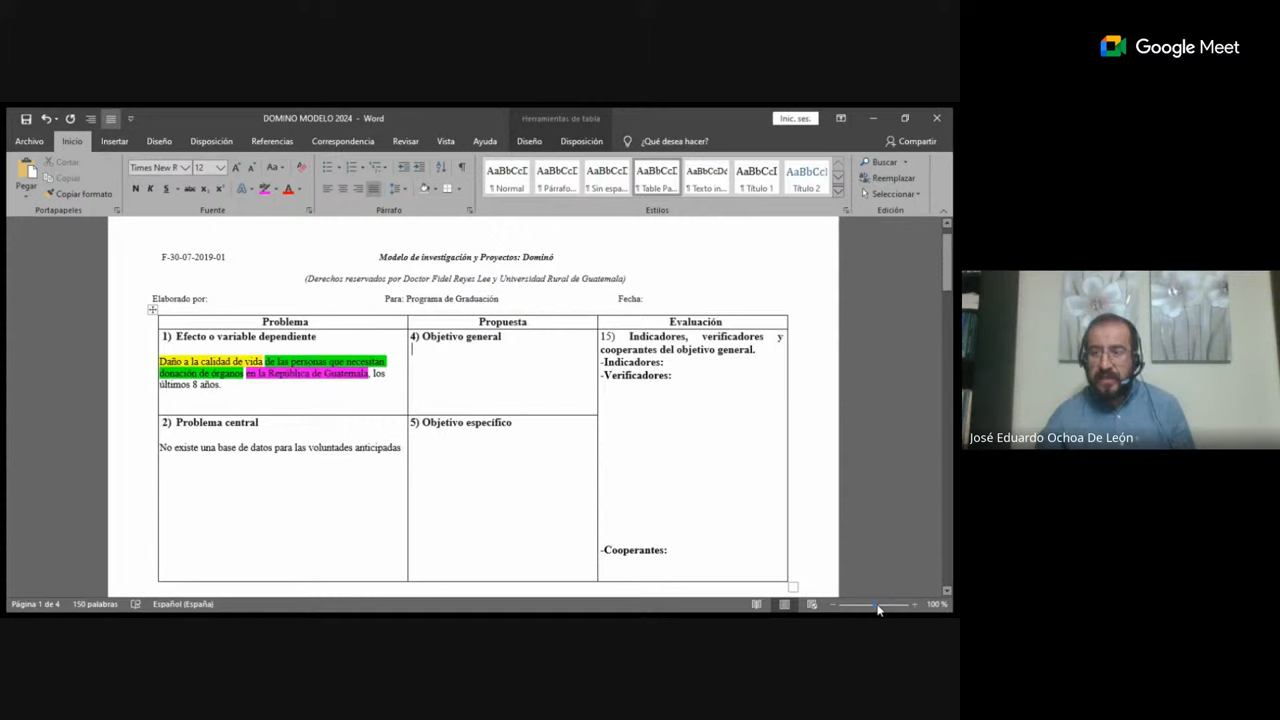 Google Meet
DOMINO MODELO 2024 - Word
Herramientas de tabla
Inic. ses.
Archivo Inicio Insertar Diseño Disposición Referencias Correspondencia Revisar Vista Ayuda Diseño Disposición ¿Qué desea hacer? Compartir
Cortar
Copiar
Copiar formato
Pegar
Portapapeles
Times New R 12
Aa
N K S abc x₂ x²
Fuente
Párrafo
AaBbCcI AaBbCcI AaBbCcI AaBbCcI AaBbCcDc AaBbCcI AaBbCcI
¶ Normal ¶ Párrafo... ¶ Sin espa... ¶ Table Pa... ¶ Texto in... ¶ Título 1 Título 2
Estilos
Buscar
Reemplazar
Seleccionar
Edición
F-30-07-2019-01
Modelo de investigación y Proyectos: Dominó
(Derechos reservados por Doctor Fidel Reyes Lee y Universidad Rural de Guatemala)
Elaborado por: Para: Programa de Graduación Fecha:
Problema Propuesta Evaluación
1) Efecto o variable dependiente
Daño a la calidad de vida de las personas que necesitan
donación de órganos en la República de Guatemala, los
últimos 8 años.
4) Objetivo general
15) Indicadores, verificadores y
cooperantes del objetivo general.
-Indicadores:
-Verificadores:
2) Problema central
No existe una base de datos para las voluntades anticipadas
5) Objetivo específico
-Cooperantes:
Página 1 de 4 150 palabras Español (España) 100 %
José Eduardo Ochoa De León